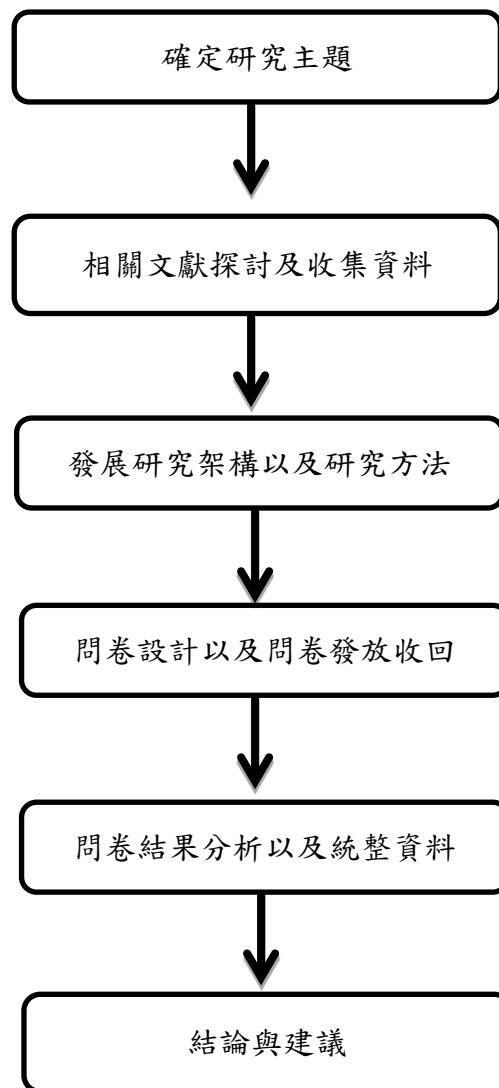 確定研究主題
相關文獻探討及收集資料
發展研究架構以及研究方法
問卷設計以及問卷發放收回
問卷結果分析以及統整資料
結論與建議